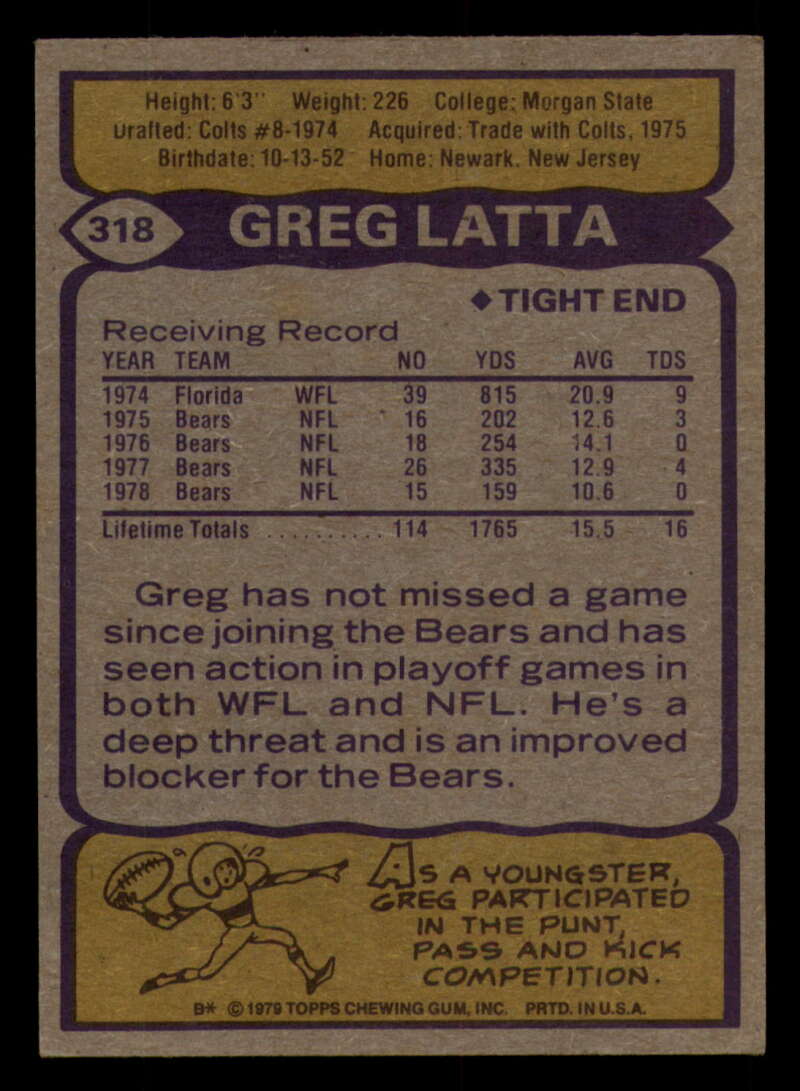 Height: 6'3" Weight: 226 College: Morgan State
Drafted: Colts #8-1974 Acquired: Trade with Colts, 1975
Birthdate: 10-13-52 Home: Newark, New Jersey
318 GREG LATTA
◆TIGHT END
Receiving Record
YEAR TEAM NO YDS AVG TDS
1974 Florida WFL 39 815 20.9 9
1975 Bears NFL 16 202 12.6 3
1976 Bears NFL 18 254 14.1 0
1977 Bears NFL 26 335 12.9 4
1978 Bears NFL 15 159 10.6 0
Lifetime Totals .......... 114 1765 15.5 16
Greg has not missed a game
since joining the Bears and has
seen action in playoff games in
both WFL and NFL. He's a
deep threat and is an improved
blocker for the Bears.
AS A YOUNGSTER,
GREG PARTICIPATED
IN THE PUNT,
PASS AND KICK
COMPETITION.
B* © 1979 TOPPS CHEWING GUM, INC. PRTD. IN U.S.A.